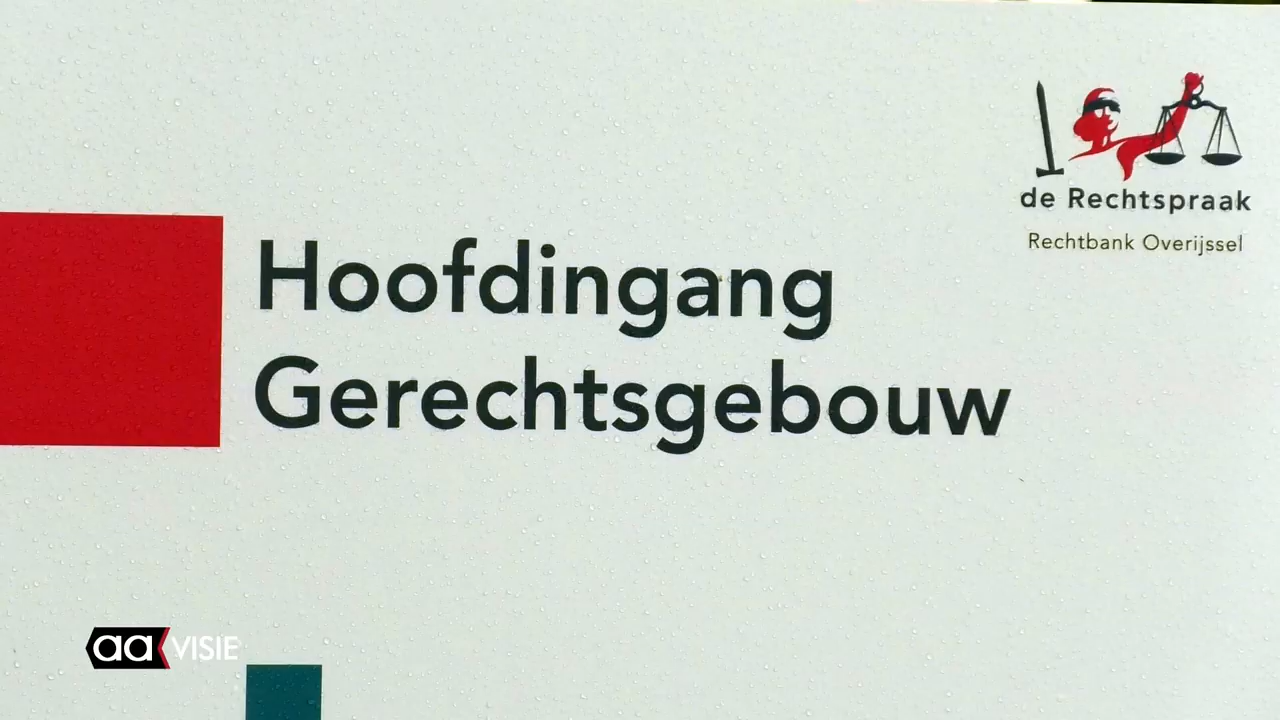 de Rechtspraak
Rechtbank Overijssel
Hoofdingang
Gerechtsgebouw
aa VISIE